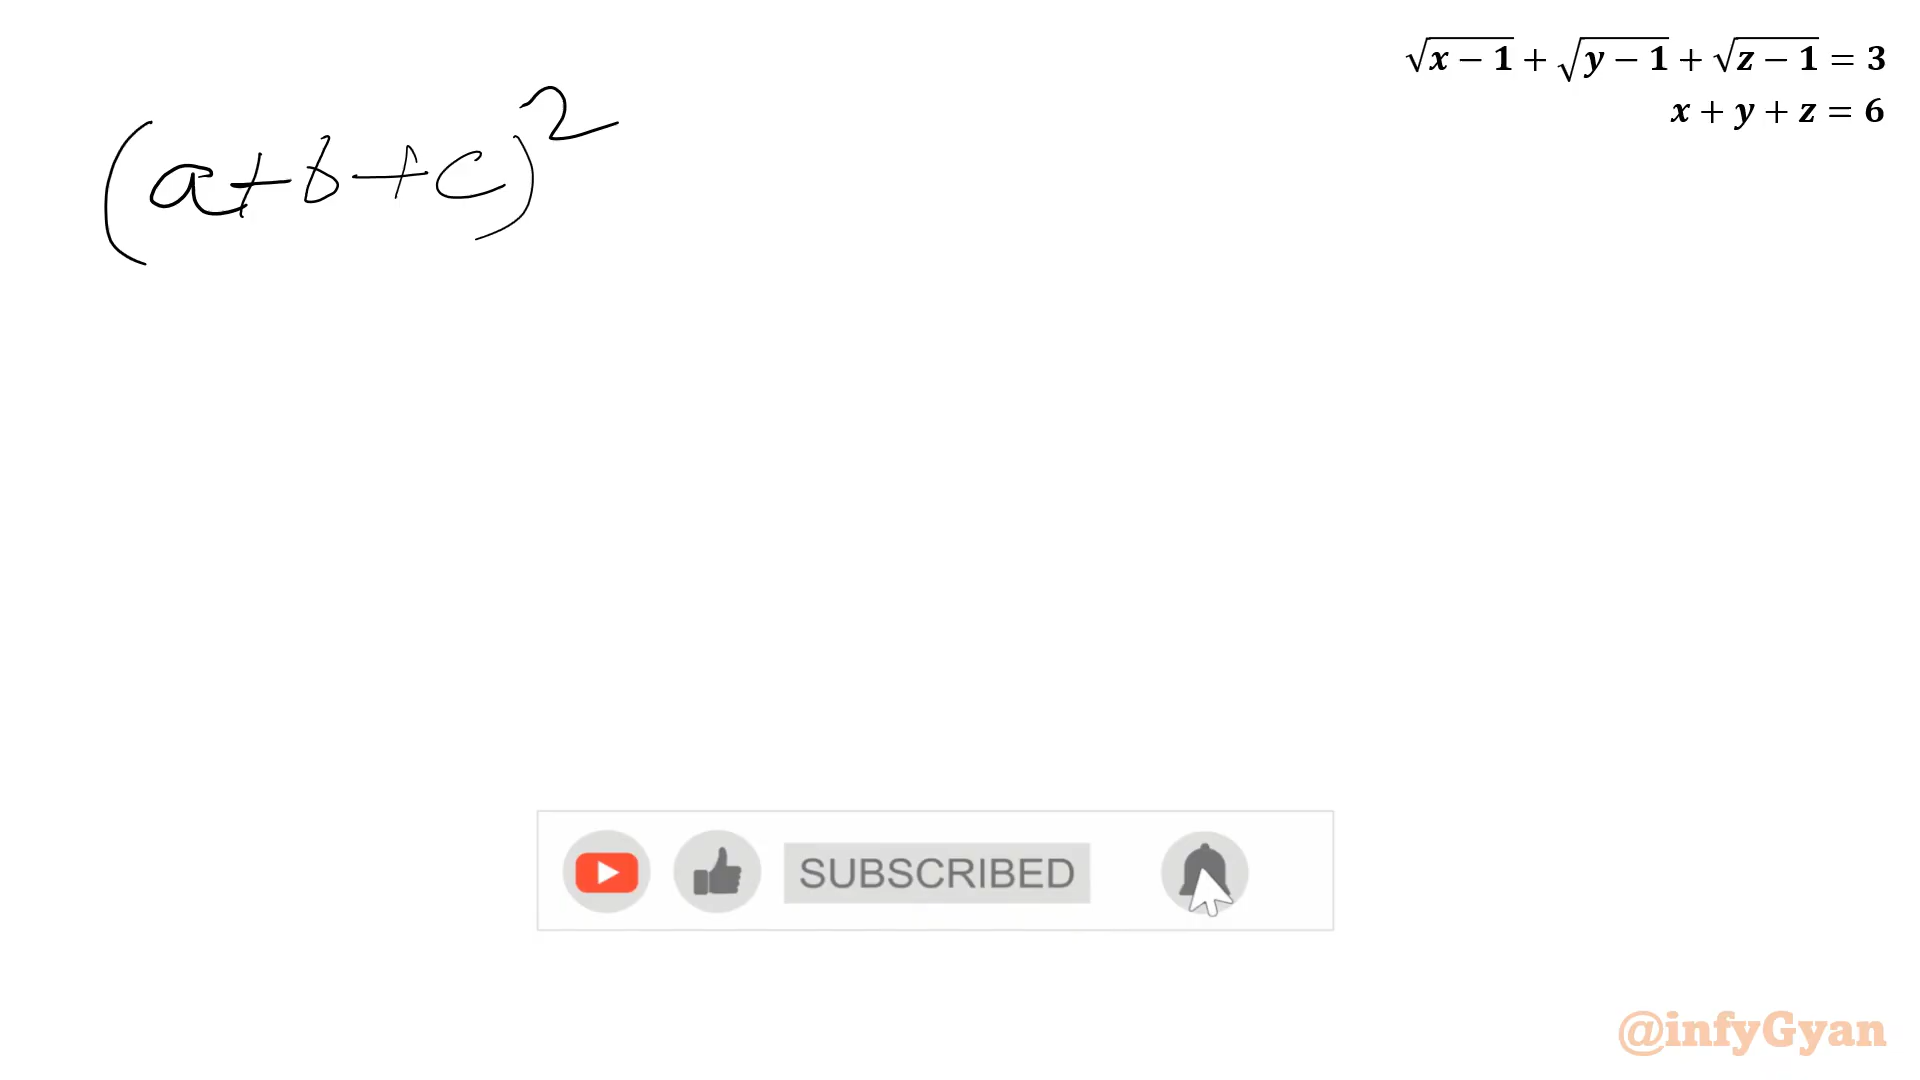 √x − 1 + √y − 1 + √z − 1 = 3
x + y + z = 6
(a+b+c)²
SUBSCRIBED
@infyGyan